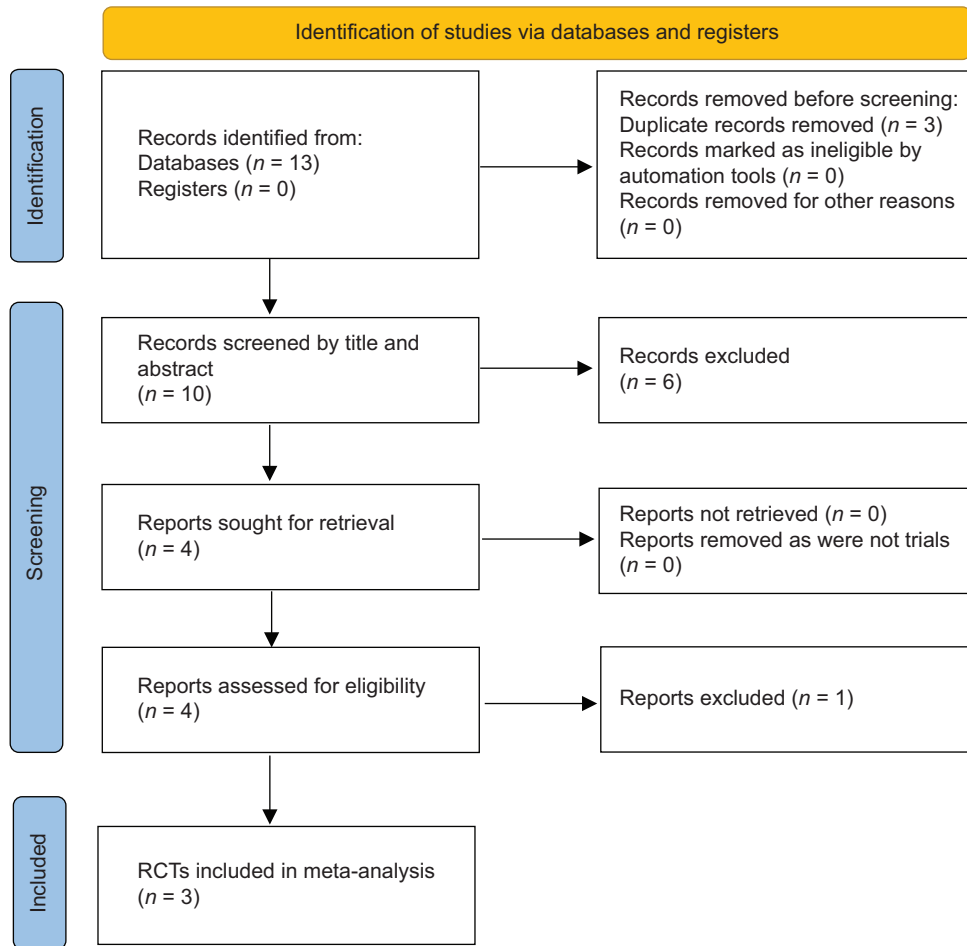 Identification of studies via databases and registers
Identification
Records identified from:
Databases (n = 13)
Registers (n = 0)
Records removed before screening:
Duplicate records removed (n = 3)
Records marked as ineligible by
automation tools (n = 0)
Records removed for other reasons
(n = 0)
Screening
Records screened by title and
abstract
(n = 10)
Records excluded
(n = 6)
Reports sought for retrieval
(n = 4)
Reports not retrieved (n = 0)
Reports removed as were not trials
(n = 0)
Reports assessed for eligibility
(n = 4)
Reports excluded (n = 1)
Included
RCTs included in meta-analysis
(n = 3)